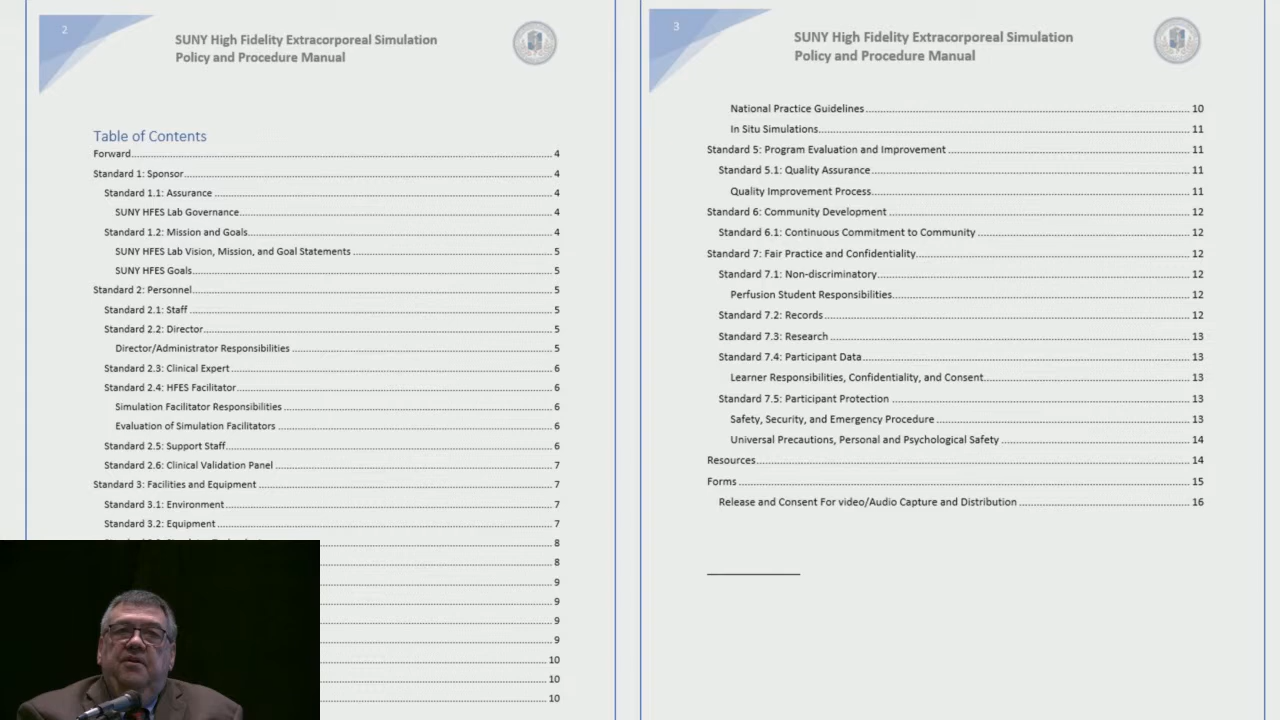 2
SUNY High Fidelity Extracorporeal Simulation
Policy and Procedure Manual
Table of Contents
Forward 4
Standard 1: Sponsor 4
Standard 1.1: Assurance 4
SUNY HFES Lab Governance 4
Standard 1.2: Mission and Goals 4
SUNY HFES Lab Vision, Mission, and Goal Statements 5
SUNY HFES Goals 5
Standard 2: Personnel 5
Standard 2.1: Staff 5
Standard 2.2: Director 5
Director/Administrator Responsibilities 5
Standard 2.3: Clinical Expert 6
Standard 2.4: HFES Facilitator 6
Simulation Facilitator Responsibilities 6
Evaluation of Simulation Facilitators 6
Standard 2.5: Support Staff 6
Standard 2.6: Clinical Validation Panel 7
Standard 3: Facilities and Equipment 7
Standard 3.1: Environment 7
Standard 3.2: Equipment 7
8
8
9
9
9
9
10
10
10
3
SUNY High Fidelity Extracorporeal Simulation
Policy and Procedure Manual
National Practice Guidelines 10
In Situ Simulations 11
Standard 5: Program Evaluation and Improvement 11
Standard 5.1: Quality Assurance 11
Quality Improvement Process 11
Standard 6: Community Development 12
Standard 6.1: Continuous Commitment to Community 12
Standard 7: Fair Practice and Confidentiality 12
Standard 7.1: Non-discriminatory 12
Perfusion Student Responsibilities 12
Standard 7.2: Records 12
Standard 7.3: Research 13
Standard 7.4: Participant Data 13
Learner Responsibilities, Confidentiality, and Consent 13
Standard 7.5: Participant Protection 13
Safety, Security, and Emergency Procedure 13
Universal Precautions, Personal and Psychological Safety 14
Resources 14
Forms 15
Release and Consent For video/Audio Capture and Distribution 16